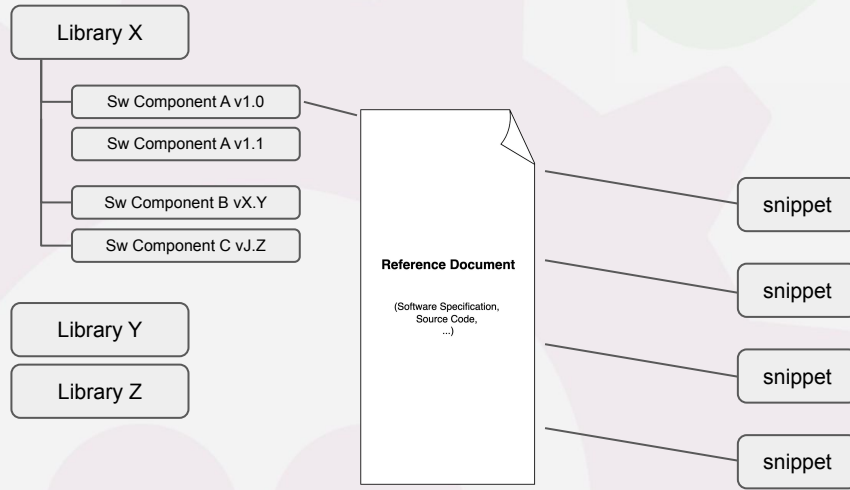 Library X
Sw Component A v1.0
Sw Component A v1.1
Sw Component B vX.Y
Sw Component C vJ.Z
Library Y
Library Z
Reference Document
(Software Specification,
Source Code,
...)
snippet
snippet
snippet
snippet